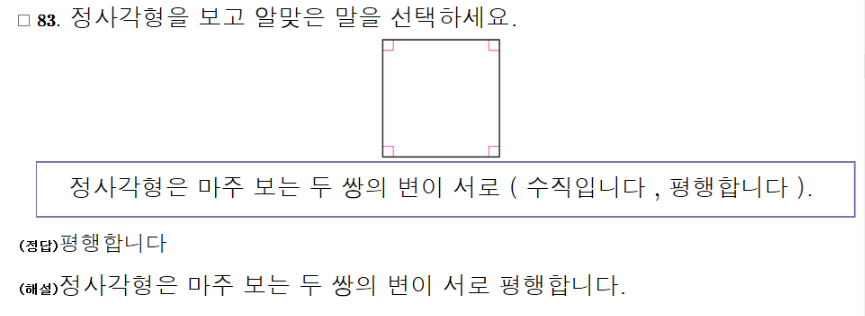 □ 83. 정사각형을 보고 알맞은 말을 선택하세요.
정사각형은 마주 보는 두 쌍의 변이 서로 ( 수직입니다 , 평행합니다 ).
(정답)평행합니다
(해설)정사각형은 마주 보는 두 쌍의 변이 서로 평행합니다.